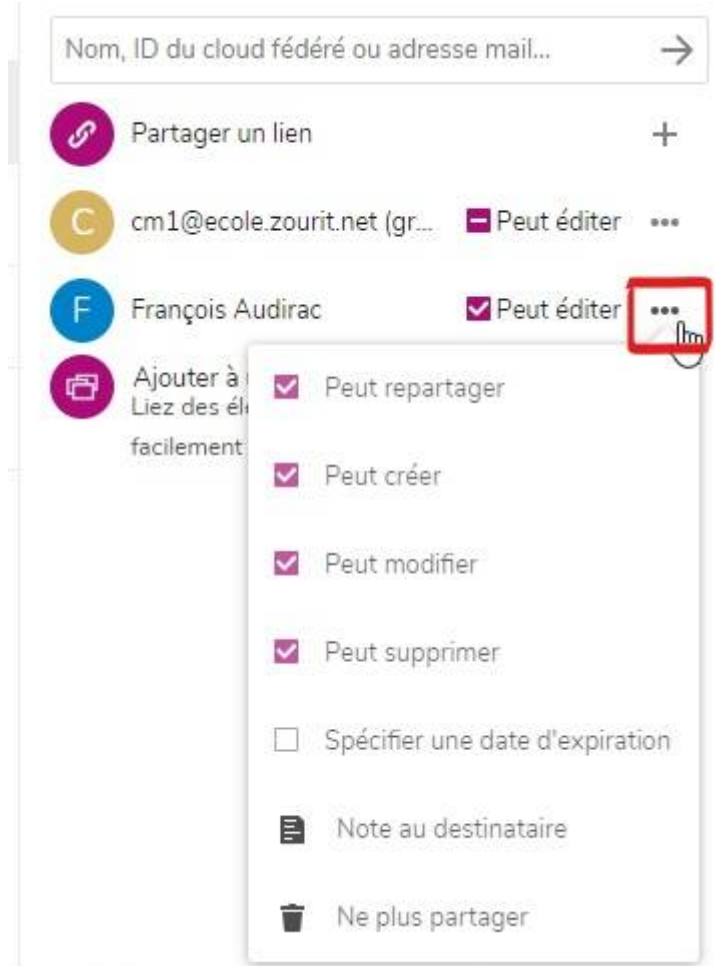 Nom, ID du cloud fédéré ou adresse mail...
Partager un lien
C cm1@ecole.zourit.net (gr... Peut éditer
F François Audirac Peut éditer
Ajouter à
Liez des
facilement
Peut repartager
Peut créer
Peut modifier
Peut supprimer
Spécifier une date d'expiration
Note au destinataire
Ne plus partager